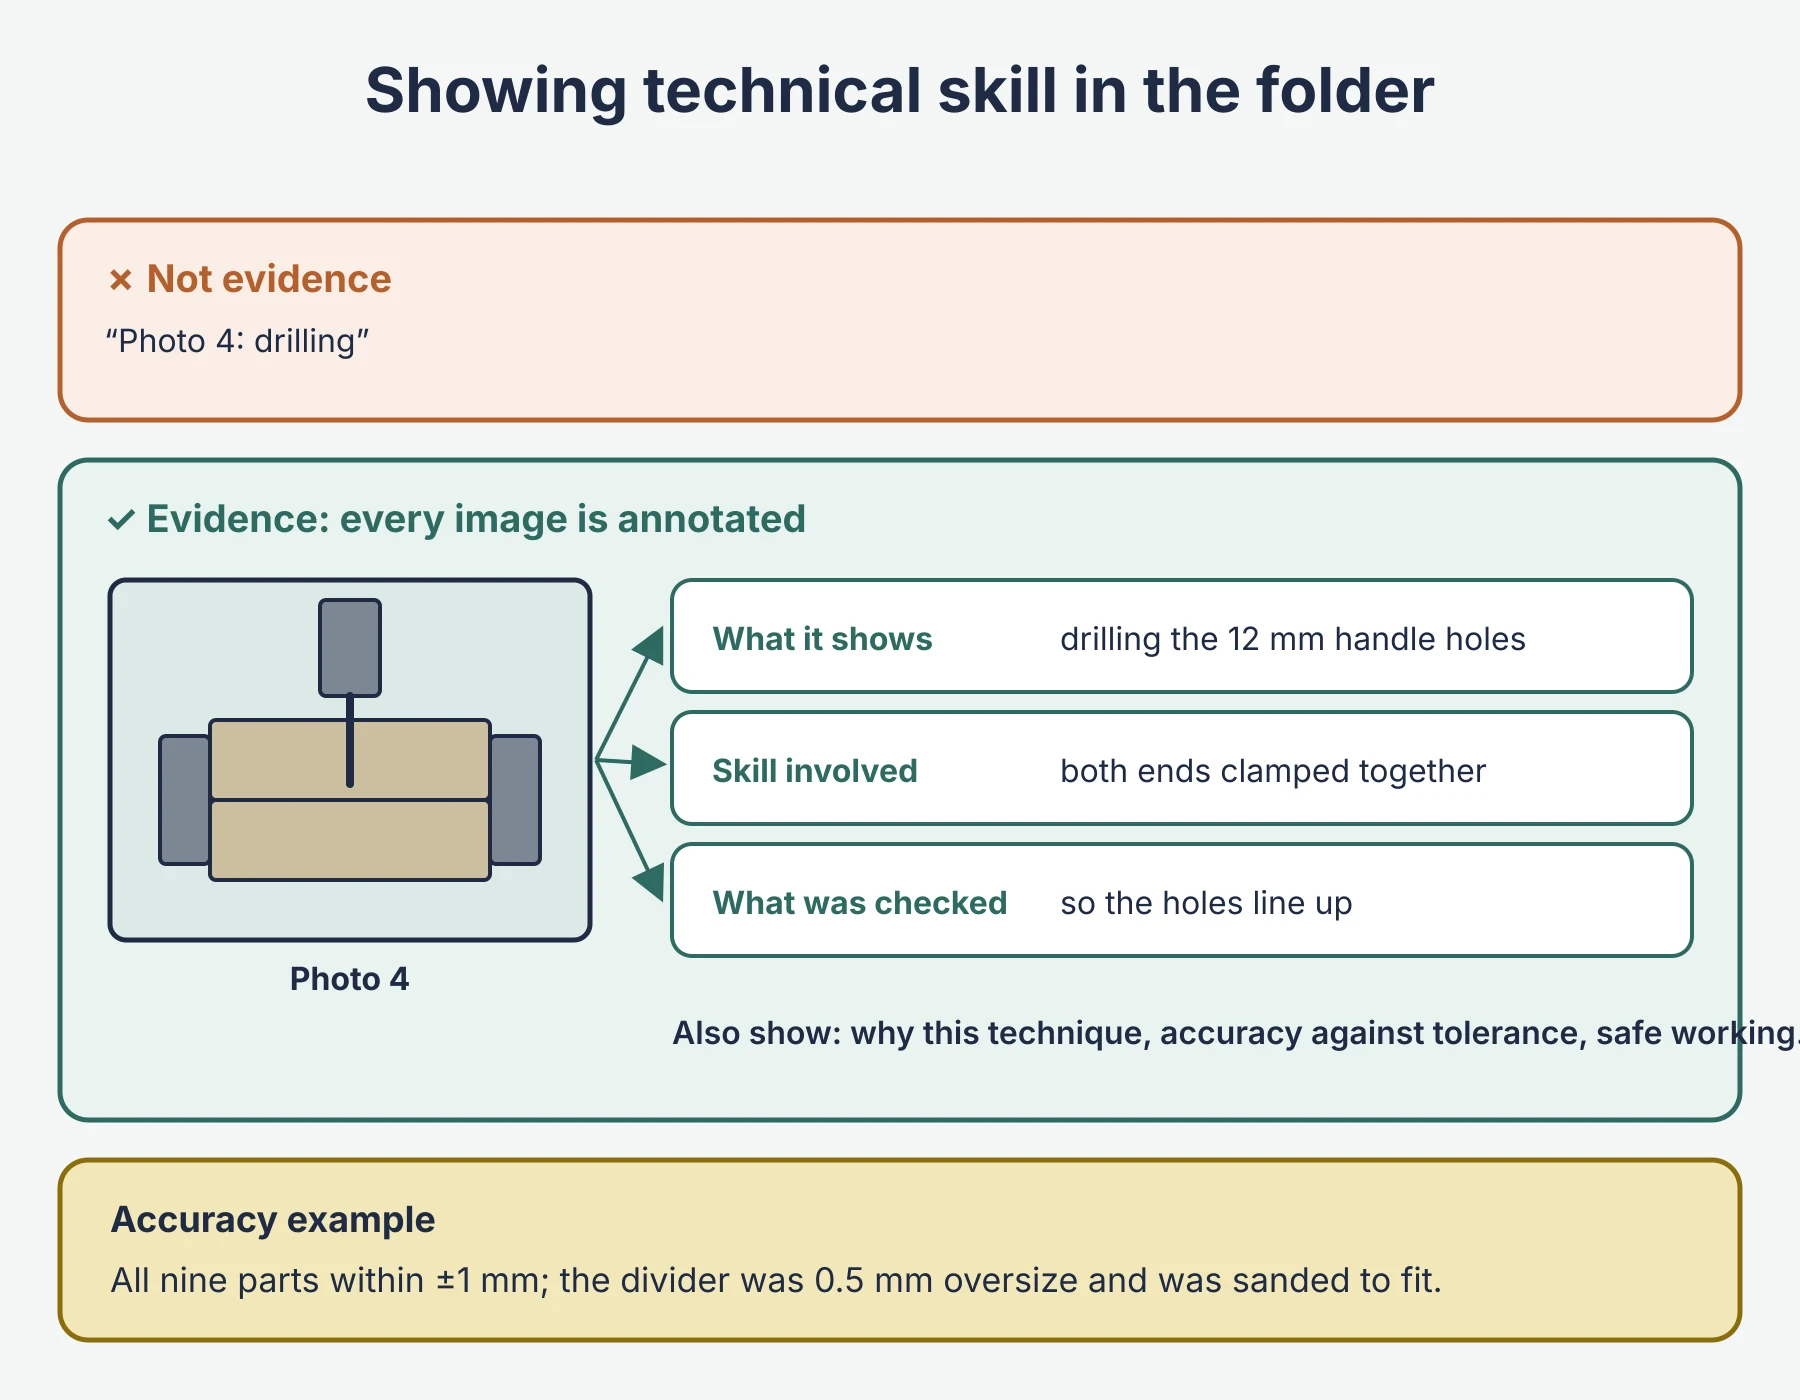 Showing technical skill in the folder
× Not evidence
“Photo 4: drilling”
✓ Evidence: every image is annotated
What it shows drilling the 12 mm handle holes
Skill involved both ends clamped together
What was checked so the holes line up
Photo 4
Also show: why this technique, accuracy against tolerance, safe working.
Accuracy example
All nine parts within ±1 mm; the divider was 0.5 mm oversize and was sanded to fit.